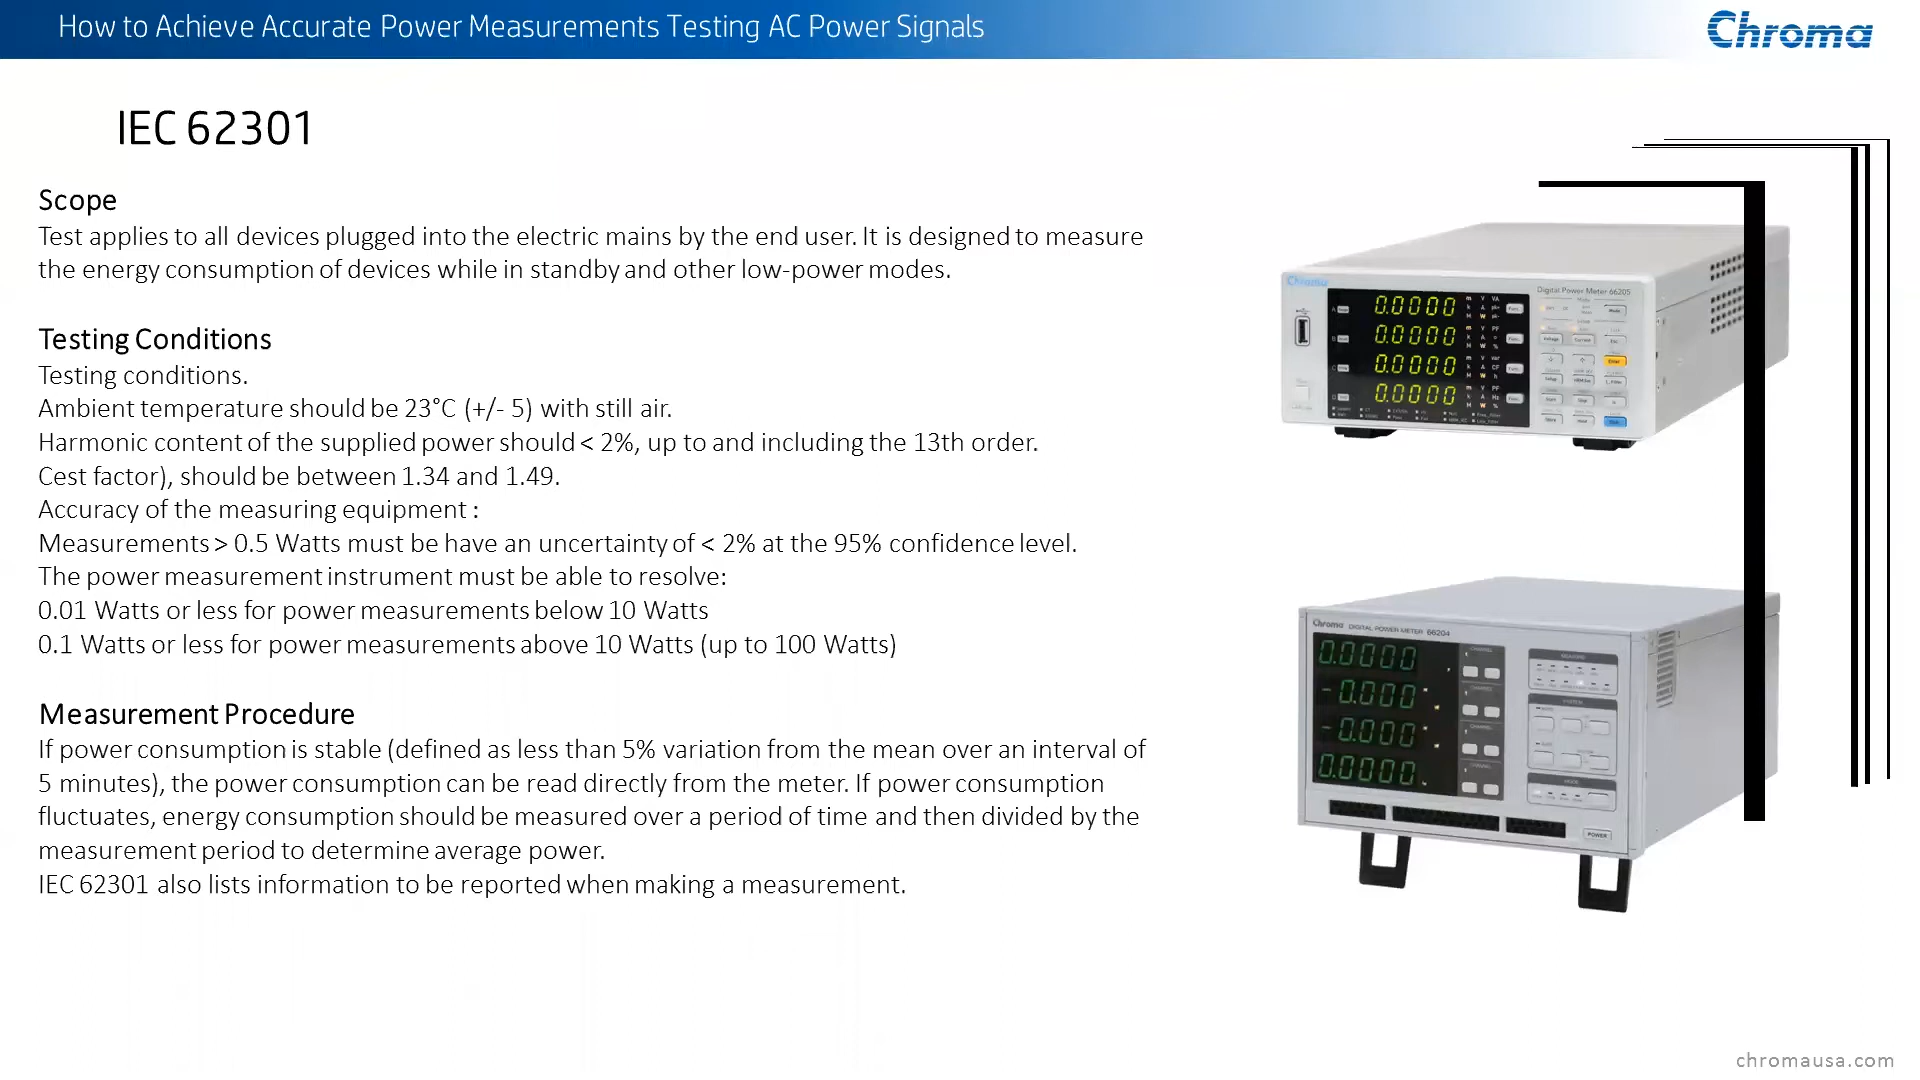 How to Achieve Accurate Power Measurements Testing AC Power Signals
Chroma
IEC 62301
Scope
Test applies to all devices plugged into the electric mains by the end user. It is designed to measure
the energy consumption of devices while in standby and other low-power modes.
Testing Conditions
Testing conditions.
Ambient temperature should be 23°C (+/- 5) with still air.
Harmonic content of the supplied power should < 2%, up to and including the 13th order.
Cest factor), should be between 1.34 and 1.49.
Accuracy of the measuring equipment :
Measurements > 0.5 Watts must be have an uncertainty of < 2% at the 95% confidence level.
The power measurement instrument must be able to resolve:
0.01 Watts or less for power measurements below 10 Watts
0.1 Watts or less for power measurements above 10 Watts (up to 100 Watts)
Measurement Procedure
If power consumption is stable (defined as less than 5% variation from the mean over an interval of
5 minutes), the power consumption can be read directly from the meter. If power consumption
fluctuates, energy consumption should be measured over a period of time and then divided by the
measurement period to determine average power.
IEC 62301 also lists information to be reported when making a measurement.
Chroma
Digital Power Meter 66205
0.0000
0.0000
0.0000
0.0000
Chroma DIGITAL POWER METER 66204
0.0000
0.000
0.000
0.0000
POWER
chromausa.com